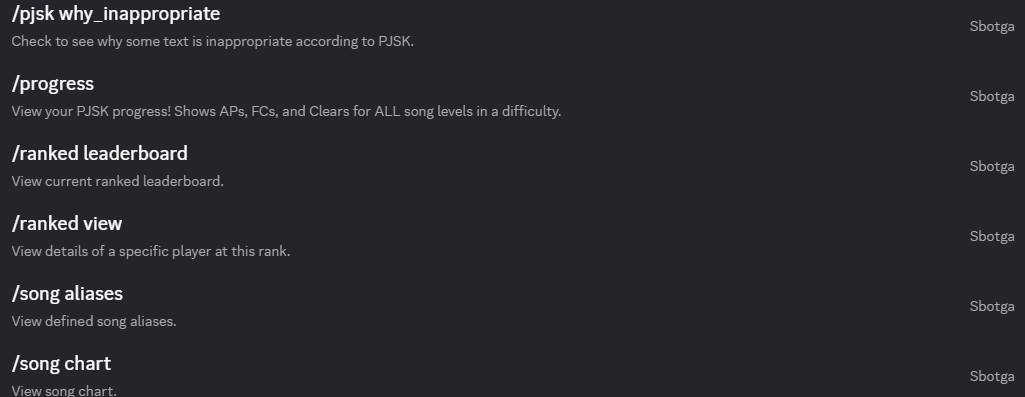 /pjsk why_inappropriate
Sbotga
Check to see why some text is inappropriate according to PJSK.
/progress
Sbotga
View your PJSK progress! Shows APs, FCs, and Clears for ALL song levels in a difficulty.
/ranked leaderboard
Sbotga
View current ranked leaderboard.
/ranked view
Sbotga
View details of a specific player at this rank.
/song aliases
Sbotga
View defined song aliases.
/song chart
Sbotga
View song chart.